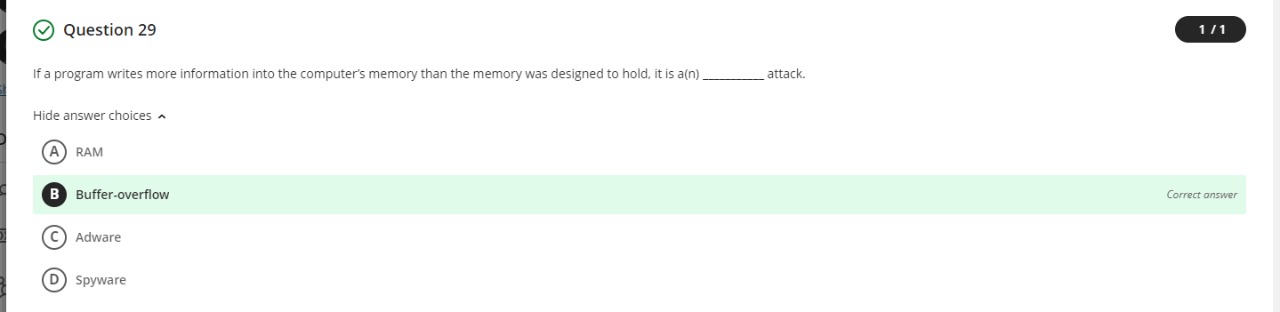 Question 29
1 / 1
If a program writes more information into the computer's memory than the memory was designed to hold, it is a(n) ___________ attack.
Hide answer choices
A RAM
B Buffer-overflow
Correct answer
C Adware
D Spyware